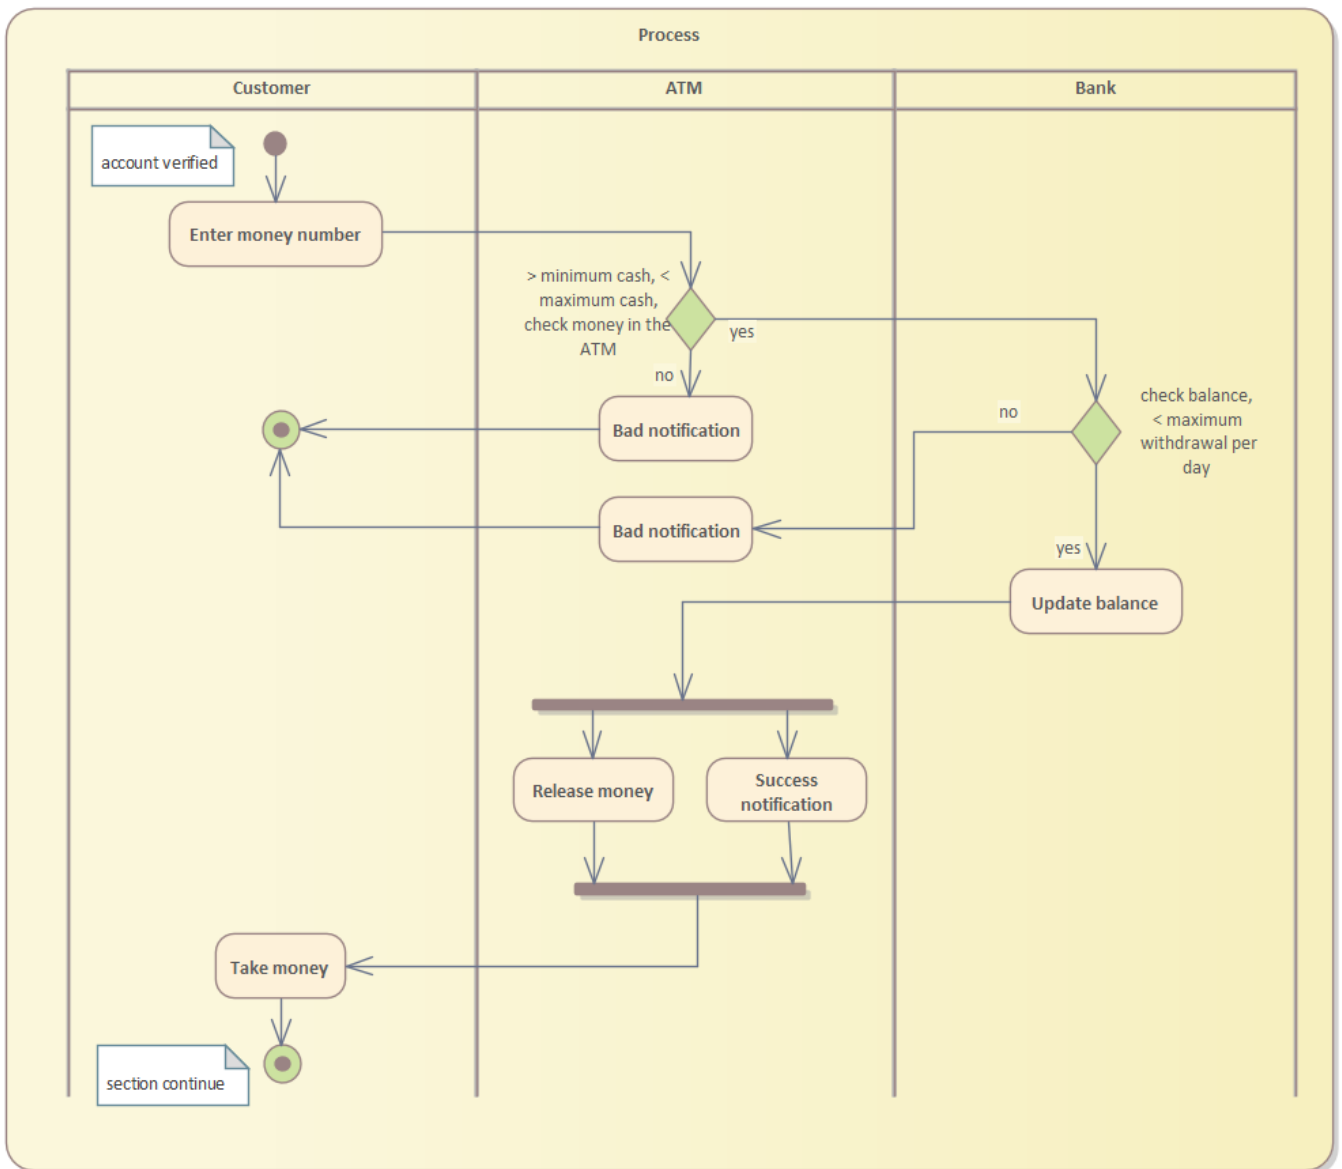 Process
Customer
ATM
Bank
account verified
Enter money number
> minimum cash, <
maximum cash,
check money in the
ATM
yes
no
check balance,
< maximum
withdrawal per
day
no
Bad notification
Bad notification
yes
Update balance
Release money
Success
notification
Take money
section continue